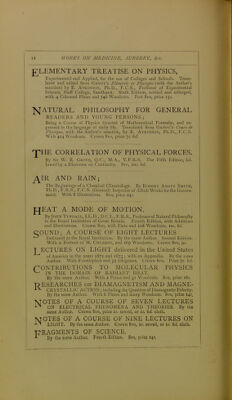 WORKS ON MEDICINE, SURGERY, &c.
ELEMENTARY TREATISE ON PHYSICS,
Experimental and Applied, for the use of Colleges and Schools. Translated and edited from GANOT'S Éléments de Physique (with the Author's sanction) by E. ATKINSON, Ph.D., F.C.S., Professor of Experimental Science, Staff College, Sandhurst. Sixth Edition, revised and enlarged, with 4 Coloured Plates and 746 Woodcuts. Post 8vo, price 15s.
NATURAL PHILOSOPHY FOR GENERAL
READERS AND YOUNG PERSONS;
Being a Course of Physics divested of Mathematical Formulæ, and expressed in the language of daily life. Translated from GANOT'S Cours de Physique, with the Author's sanction, by E. ATKINSON, Ph.D., F.C.S. With 404 Woodcuts. Crown 8vo, price 7s. 6d.
THE CORRELATION OF PHYSICAL FORCES.
By Sir W. R. GROVE, Q.C., M.A., V.P.R.S. The Fifth Edition, followed by a Discourse on Continuity. 8vo, 10s. 6d.
AIR AND RAIN;
The Beginnings of a Chemical Climatology. By ROBERT ANGUS SMITH, Ph.D., F.R.S., F.C.S. (General) Inspector of Alkali Works for the Government. With 8 Illustrations. 8vo, price 24s.
HEAT A MODE OF MOTION.
By JOHN TYNDALL, LL.D., D.C.L., F.R.S., Professor of Natural Philosophy in the Royal Institution of Great Britain. Fourth Edition, with Additions and Illustrations. Crown 8vo, with Plate and 108 Woodcuts, 10s. 6d.
SOUND; A COURSE OF EIGHT LECTURES
Delivered in the Royal Institution. By the same Author. Second Edition. With a Portrait of M. CHLADNI, and 169 Woodcuts. Crown 8vo, 9s.
LECTURES ON LIGHT delivered in the United States
of America in the years 1872 and 1873; with an Appendix. By the same Author. With Frontispiece and 57 Diagrams. Crown 8vo. Price 7s. 6d.
CONTRIBUTIONS TO MOLECULAR PHYSICS
IN THE DOMAIN OF RADIANT HEAT.
By the same Author. With 2 Plates and 31 Woodcuts. 8vo, price 16s.
RESEARCHES ON DIAMAGNETISM AND MAGNE-
CRYSTALLIC ACTION; including the Question of Diamagnetic Polarity. By the same Author. With 6 Plates and many Woodcuts. 8vo, price 14s.
NOTES OF A COURSE OF SEVEN LECTURES
ON ELECTRICAL PHENOMENA AND THEORIES. By the same Author. Crown 8vo, price 1s. sewed, or 1s. 6d. cloth.
NOTES OF A COURSE OF NINE LECTURES ON
LIGHT. By the same Author. Crown 8vo, 1s. sewed, or 1s. 6d. cloth.
FRAGMENTS OF SCIENCE.
By the same Author. Fourth Edition. 8vo, price 14s.